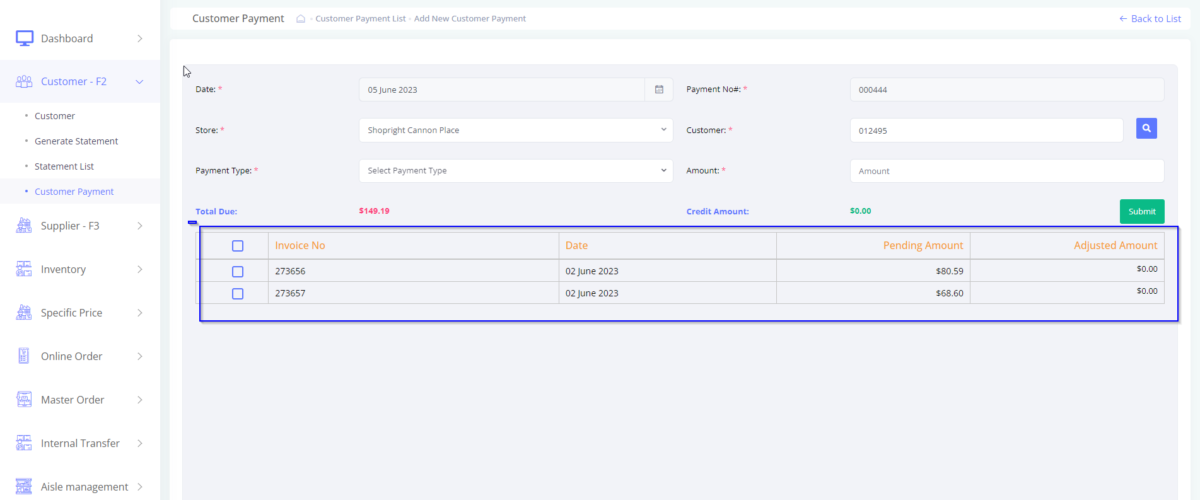 Customer Payment - Customer Payment List - Add New Customer Payment ← Back to List
Dashboard
Customer - F2
Customer
Generate Statement
Statement List
Customer Payment
Supplier - F3
Inventory
Specific Price
Online Order
Master Order
Internal Transfer
Aisle management
Date: * 05 June 2023 Payment No#: * 000444
Store: * Shopright Cannon Place Customer: * 012495
Payment Type: * Select Payment Type Amount: * Amount
Total Due: $149.19 Credit Amount: $0.00 Submit
Invoice No Date Pending Amount Adjusted Amount
273656 02 June 2023 $80.59 $0.00
273657 02 June 2023 $68.60 $0.00